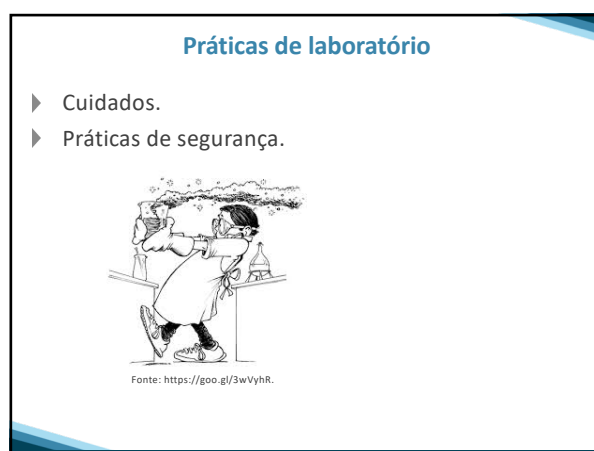 Práticas de laboratório
Cuidados.
Práticas de segurança.
Fonte: https://goo.gl/3wVyhR.